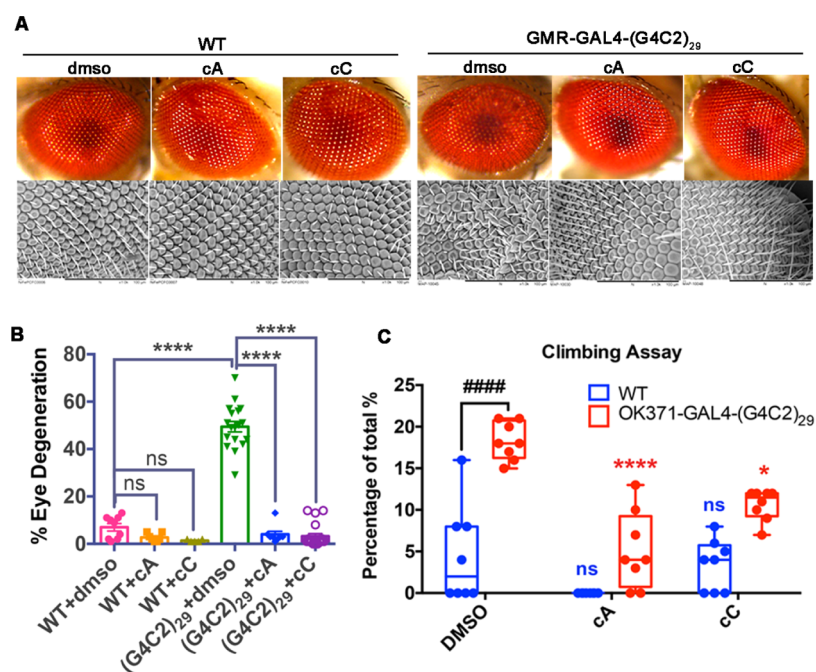 A
WT
GMR-GAL4-(G4C2)29
dmso cA cC dmso cA cC
B
% Eye Degeneration
80
60
40
20
0
ns
ns
****
****
****
WT+dmso
WT+cA
WT+cC
(G4C2)29+dmso
(G4C2)29+cA
(G4C2)29+cC
C
Climbing Assay
Percentage of total %
25
20
15
10
5
0
####
WT
OK371-GAL4-(G4C2)29
ns
****
ns
*
DMSO
cA
cC